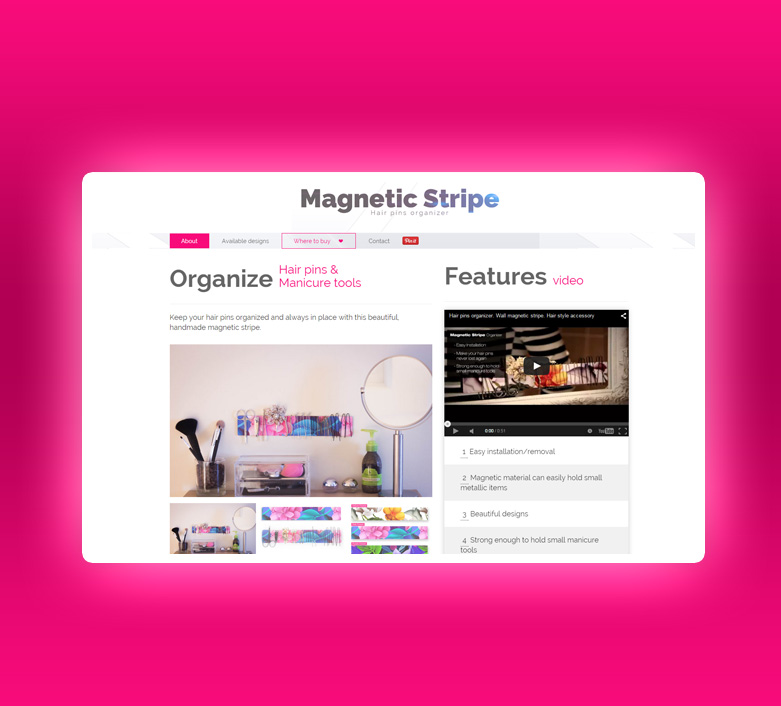 Magnetic Stripe
Hair pins organizer
About
Available designs
Where to buy
Contact
Pin it
Organize
Hair pins &
Manicure tools
Keep your hair pins organized and always in place with this beautiful,
handmade magnetic stripe.
Features video
Hair pins organizer. Wall magnetic stripe. Hair style accessory
Magnetic Stripe Organizer
Easy installation
Make your hair pins
never lost again
Strong enough to hold
small manicure tools
0:00 / 0:51
YouTube
1 Easy installation/removal
2 Magnetic material can easily hold small
metallic items
3 Beautiful designs
4 Strong enough to hold small manicure
tools